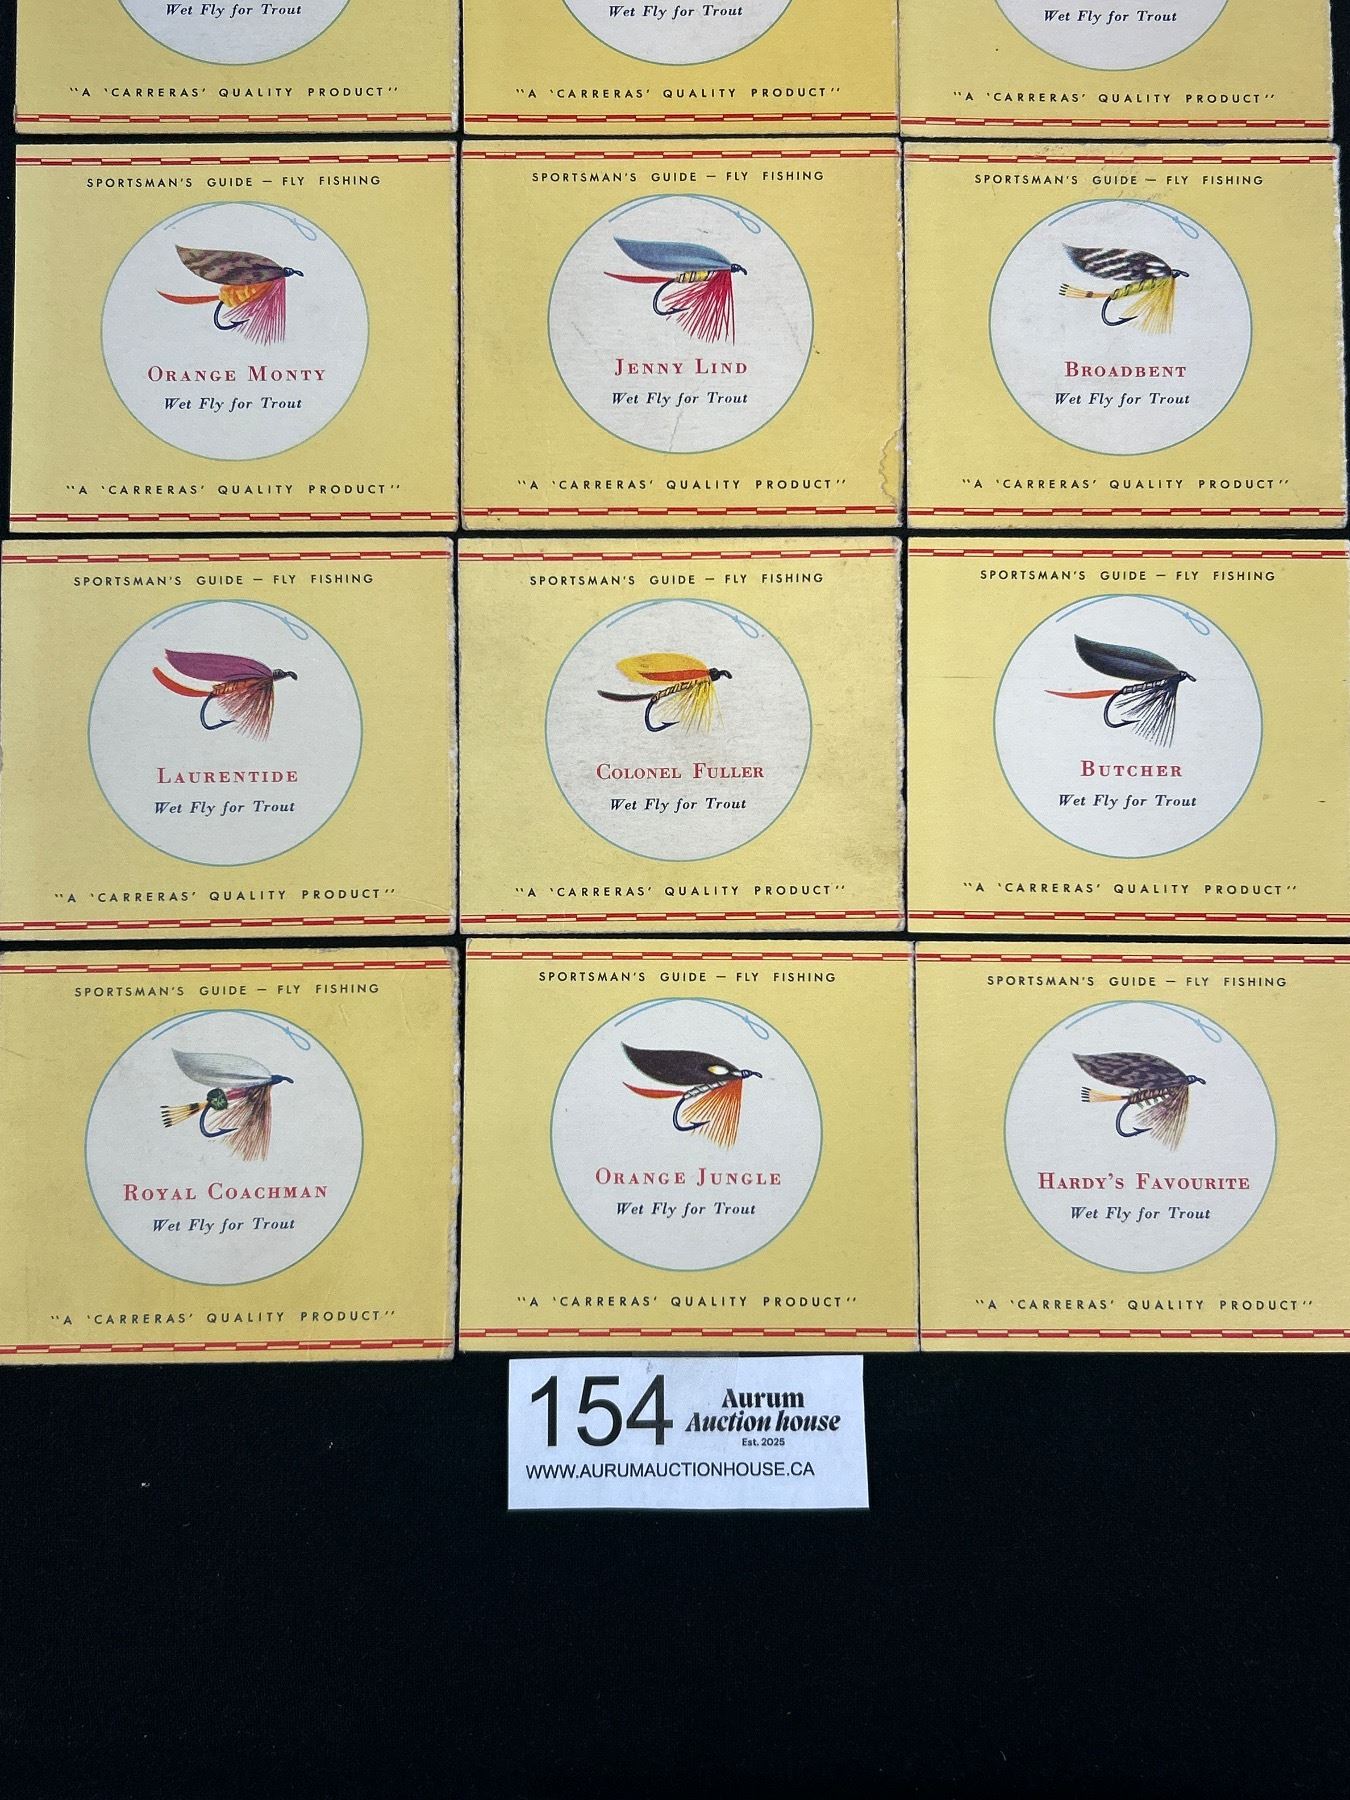 Wet Fly for Trout
"A 'CARRERAS' QUALITY PRODUCT"
Wet Fly for Trout
"A 'CARRERAS' QUALITY PRODUCT"
Wet Fly for Trout
"A 'CARRERAS' QUALITY PRODUCT"
SPORTSMAN'S GUIDE — FLY FISHING
ORANGE MONTY
Wet Fly for Trout
"A 'CARRERAS' QUALITY PRODUCT"
SPORTSMAN'S GUIDE — FLY FISHING
JENNY LIND
Wet Fly for Trout
"A 'CARRERAS' QUALITY PRODUCT"
SPORTSMAN'S GUIDE — FLY FISHING
BROADBENT
Wet Fly for Trout
"A 'CARRERAS' QUALITY PRODUCT"
SPORTSMAN'S GUIDE — FLY FISHING
LAURENTIDE
Wet Fly for Trout
"A 'CARRERAS' QUALITY PRODUCT"
SPORTSMAN'S GUIDE — FLY FISHING
COLONEL FULLER
Wet Fly for Trout
"A 'CARRERAS' QUALITY PRODUCT"
SPORTSMAN'S GUIDE — FLY FISHING
BUTCHER
Wet Fly for Trout
"A 'CARRERAS' QUALITY PRODUCT"
SPORTSMAN'S GUIDE — FLY FISHING
ROYAL COACHMAN
Wet Fly for Trout
"A 'CARRERAS' QUALITY PRODUCT"
SPORTSMAN'S GUIDE — FLY FISHING
ORANGE JUNGLE
Wet Fly for Trout
"A 'CARRERAS' QUALITY PRODUCT"
SPORTSMAN'S GUIDE — FLY FISHING
HARDY'S FAVOURITE
Wet Fly for Trout
"A 'CARRERAS' QUALITY PRODUCT"
154
Aurum
Auction house
Est. 2025
WWW.AURUMAUCTIONHOUSE.CA